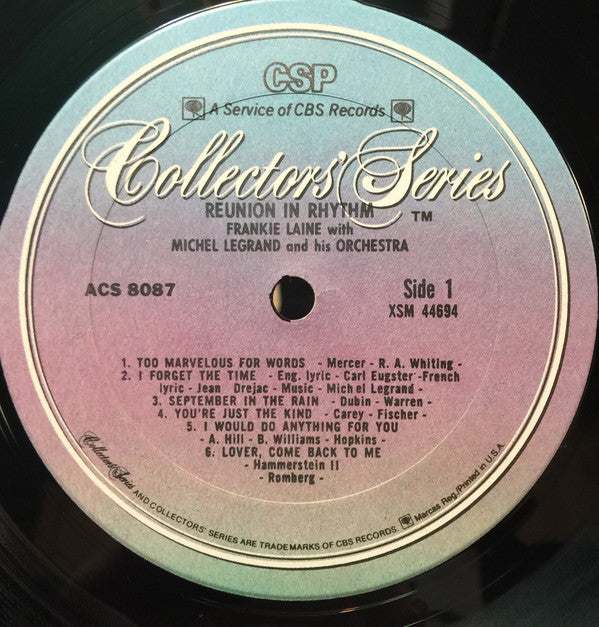 CSP
A Service of CBS Records
Collectors' Series
REUNION IN RHYTHM ™
FRANKIE LAINE with
MICHEL LEGRAND and his ORCHESTRA
ACS 8087
Side 1
XSM 44694
1. TOO MARVELOUS FOR WORDS - Mercer - R. A. Whiting -
2. I FORGET THE TIME - Eng. lyric - Carl Eugster -French
lyric - Jean Drejac - Music - Mich el Legrand -
3. SEPTEMBER IN THE RAIN - Dubin - Warren -
4. YOU'RE JUST THE KIND - Carey - Fischer -
5. I WOULD DO ANYTHING FOR YOU
- A. Hill - B. Williams - Hopkins -
6. LOVER, COME BACK TO ME
- Hammerstein II
- Romberg -
Collectors' Series AND COLLECTORS' SERIES ARE TRADEMARKS OF CBS RECORDS. Marcas Reg./Printed in U.S.A.